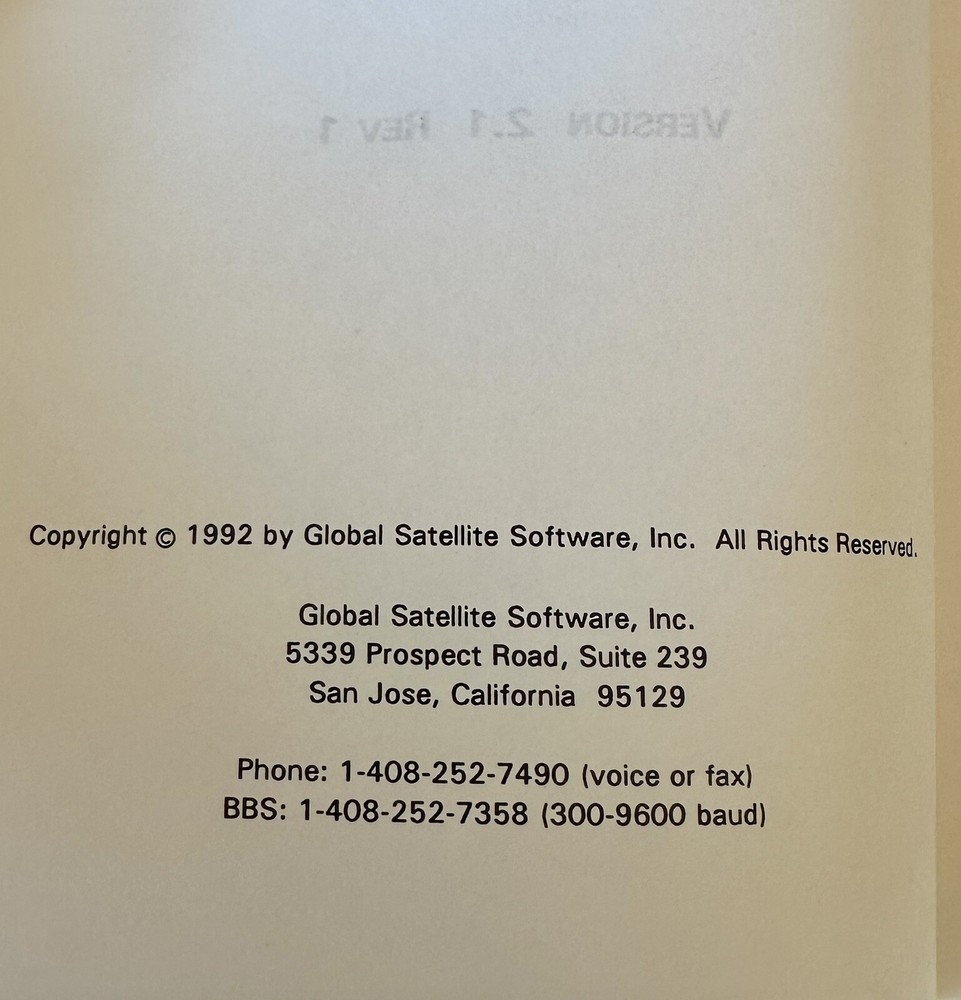 Version 2.1 Rev 1
Copyright © 1992 by Global Satellite Software, Inc. All Rights Reserved.
Global Satellite Software, Inc.
5339 Prospect Road, Suite 239
San Jose, California 95129
Phone: 1-408-252-7490 (voice or fax)
BBS: 1-408-252-7358 (300-9600 baud)